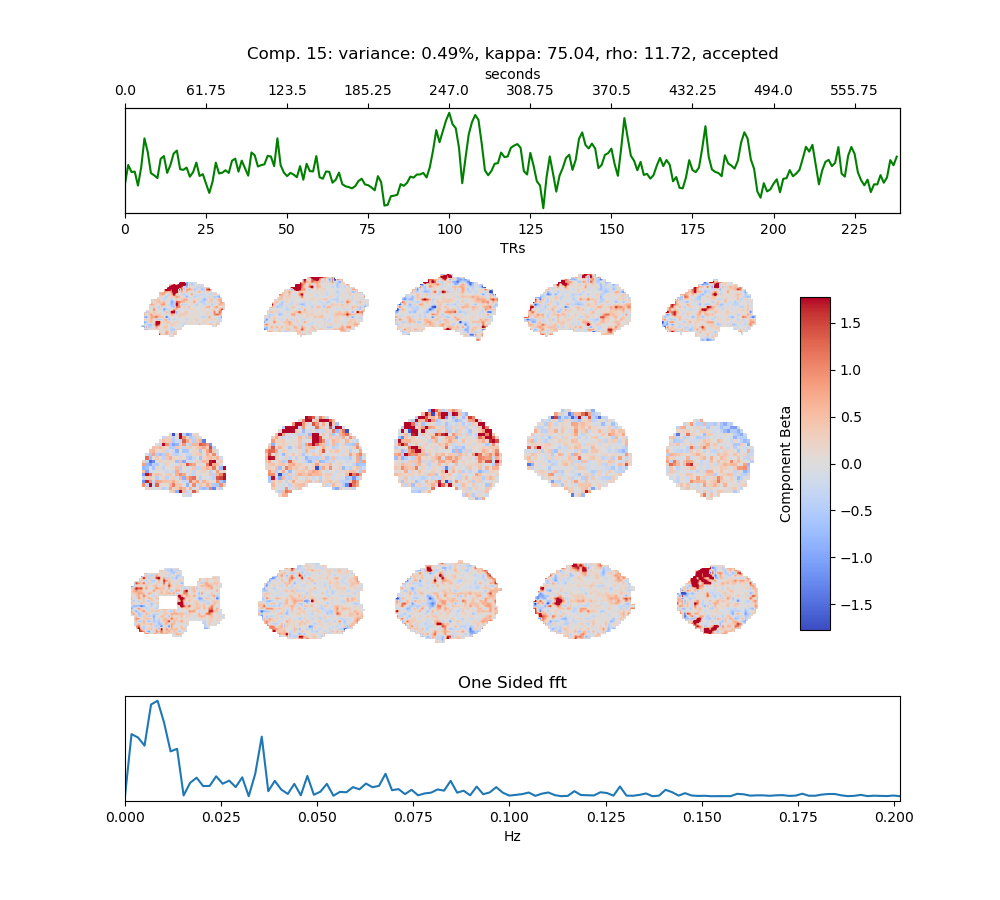 Comp. 15: variance: 0.49%, kappa: 75.04, rho: 11.72, accepted
seconds
0.0 61.75 123.5 185.25 247.0 308.75 370.5 432.25 494.0 555.75
0 25 50 75 100 125 150 175 200 225
TRs
1.5
1.0
0.5
0.0
−0.5
−1.0
−1.5
Component Beta
One Sided fft
0.000 0.025 0.050 0.075 0.100 0.125 0.150 0.175 0.200
Hz